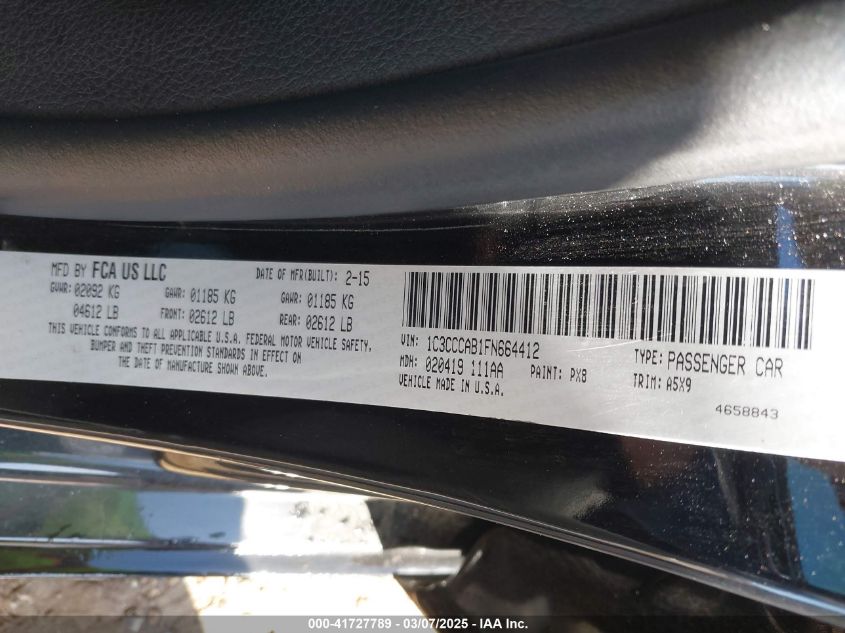 MFD BY FCA US LLC DATE OF MFR(BUILT): 2-15
GVWR: 02092 KG GAWR: 01185 KG GAWR: 01185 KG
04612 LB FRONT: 02612 LB REAR: 02612 LB
THIS VEHICLE CONFORMS TO ALL APPLICABLE U.S.A. FEDERAL MOTOR VEHICLE SAFETY,
BUMPER AND THEFT PREVENTION STANDARDS IN EFFECT ON
THE DATE OF MANUFACTURE SHOWN ABOVE.
VIN: 1C3CCCAB1FN664412 TYPE: PASSENGER CAR
MDH: 020419 111AA PAINT: PX8 TRIM: A5X9
VEHICLE MADE IN U.S.A.
4658843
000-41727789 - 03/07/2025 - IAA Inc.